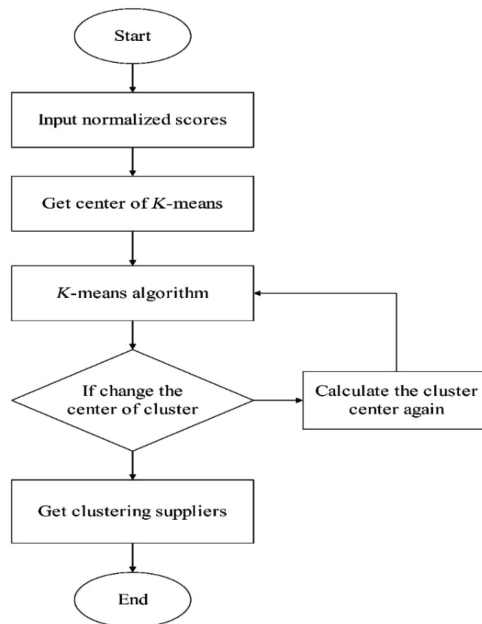 Start
Input normalized scores
Get center of K-means
K-means algorithm
If change the
center of cluster
Calculate the cluster
center again
Get clustering suppliers
End